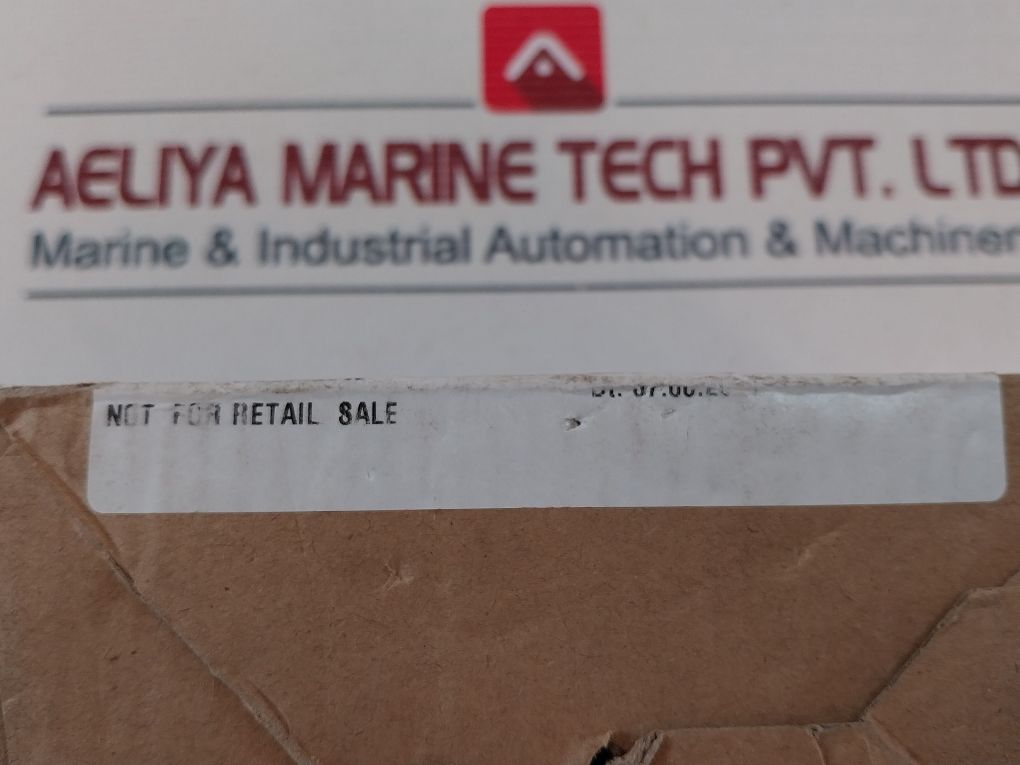 AELIYA MARINE TECH PVT. LTD
Marine & Industrial Automation & Machiner
NOT FOR RETAIL SALE